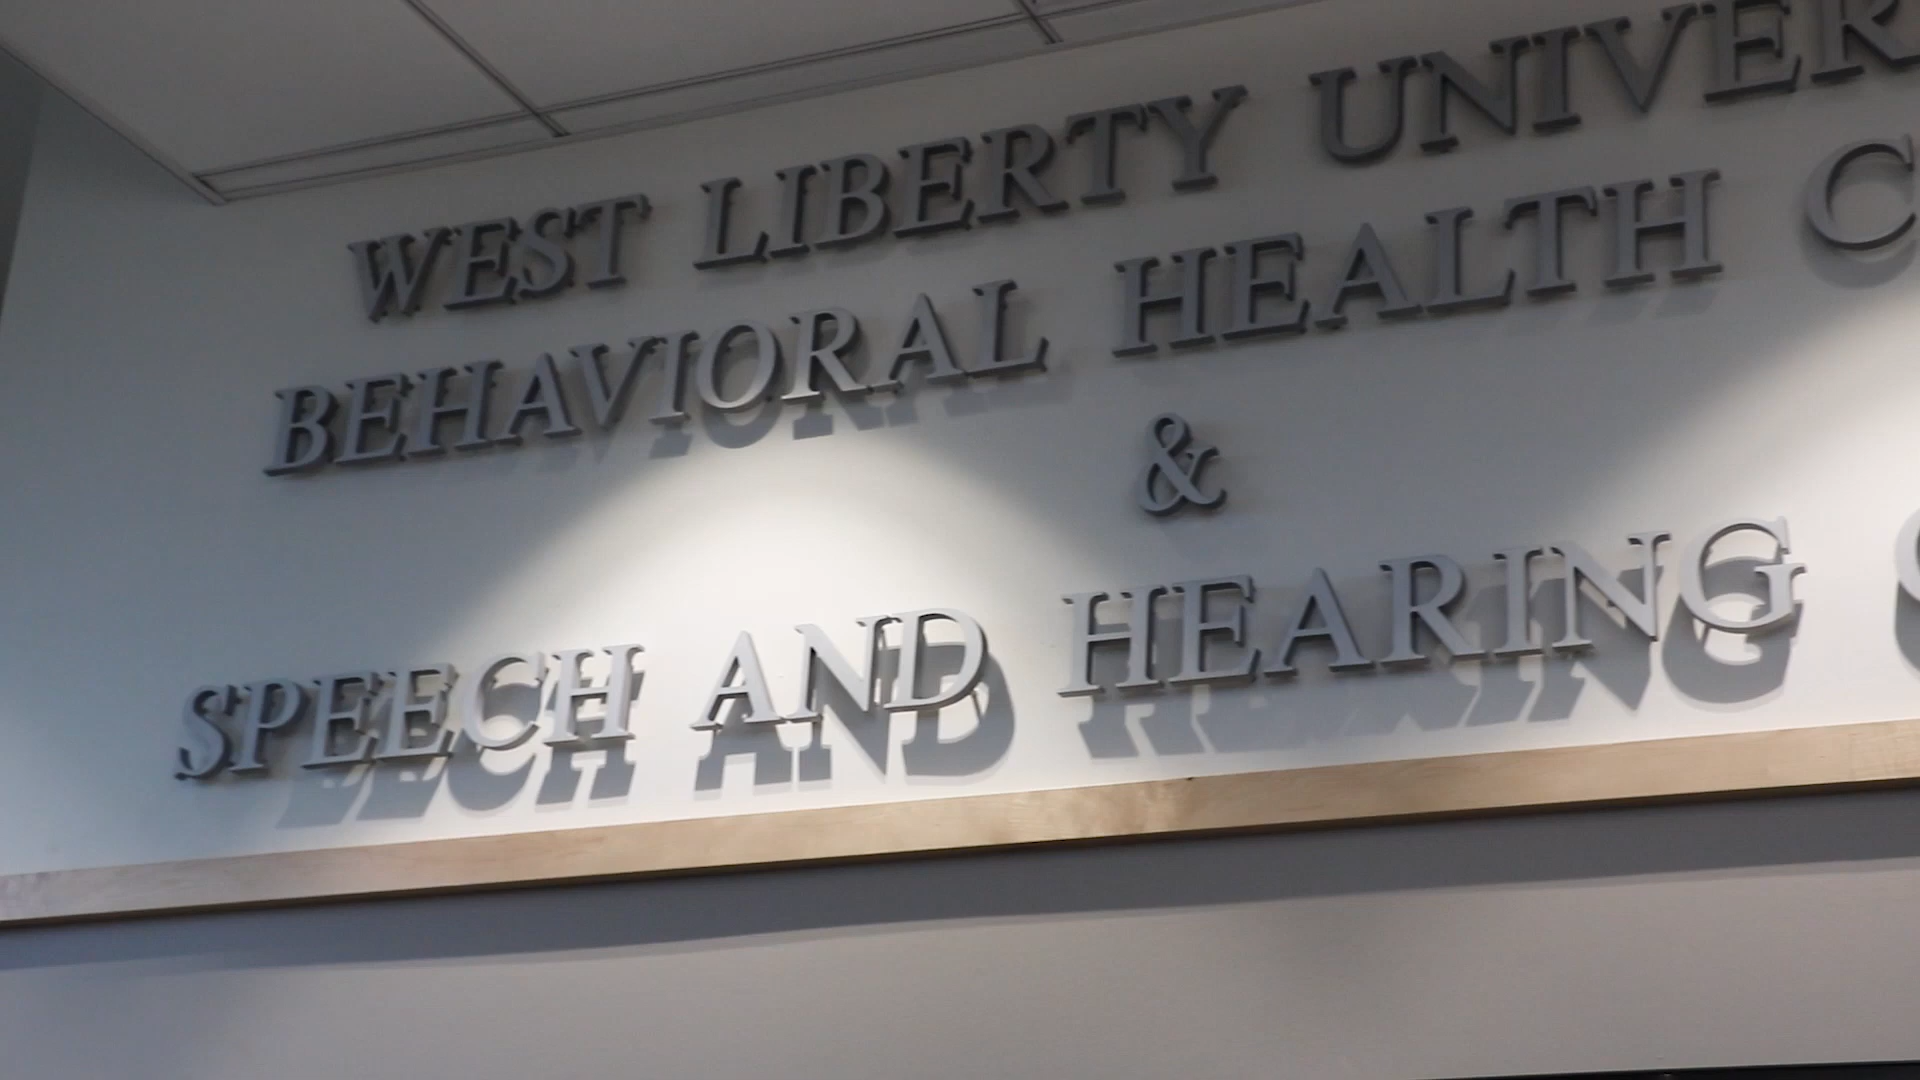 WEST LIBERTY UNIVER
BEHAVIORAL HEALTH C
&
SPEECH AND HEARING